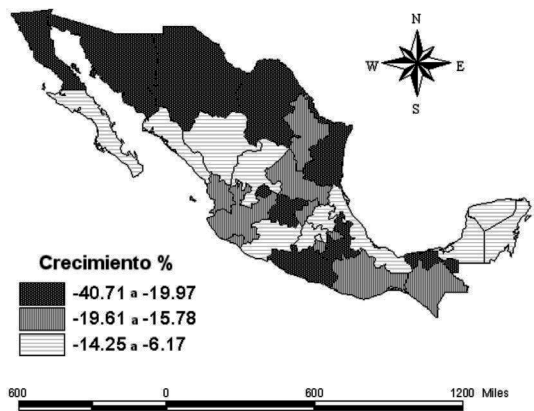 N
W E
S
Crecimiento %
-40.71 a -19.97
-19.61 a -15.78
-14.25 a -6.17
600 0 600 1200 Miles